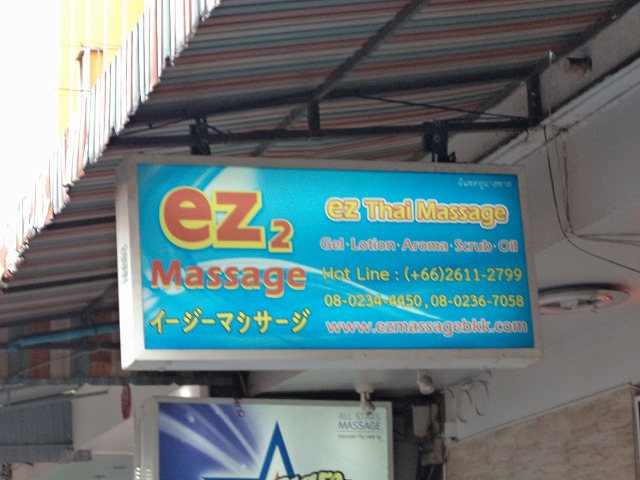 ez2
Massage
イージーマッサージ
ez Thai Massage
Gel·Lotion·Aroma·Scrub·Oil
Hot Line : (+66)2611-2799
08-0234-4450 , 08-0236-7058
www.ezmassagebkk.com
ALL STARS
MASSAGE